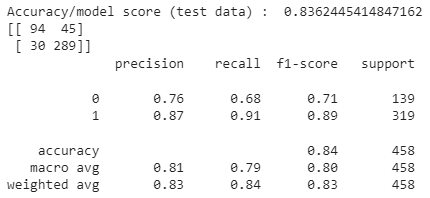 Accuracy/model score (test data) :  0.8362445414847162
[[ 94  45]
 [ 30 289]]
              precision    recall  f1-score   support

           0       0.76      0.68      0.71       139
           1       0.87      0.91      0.89       319

    accuracy                           0.84       458
   macro avg       0.81      0.79      0.80       458
weighted avg       0.83      0.84      0.83       458